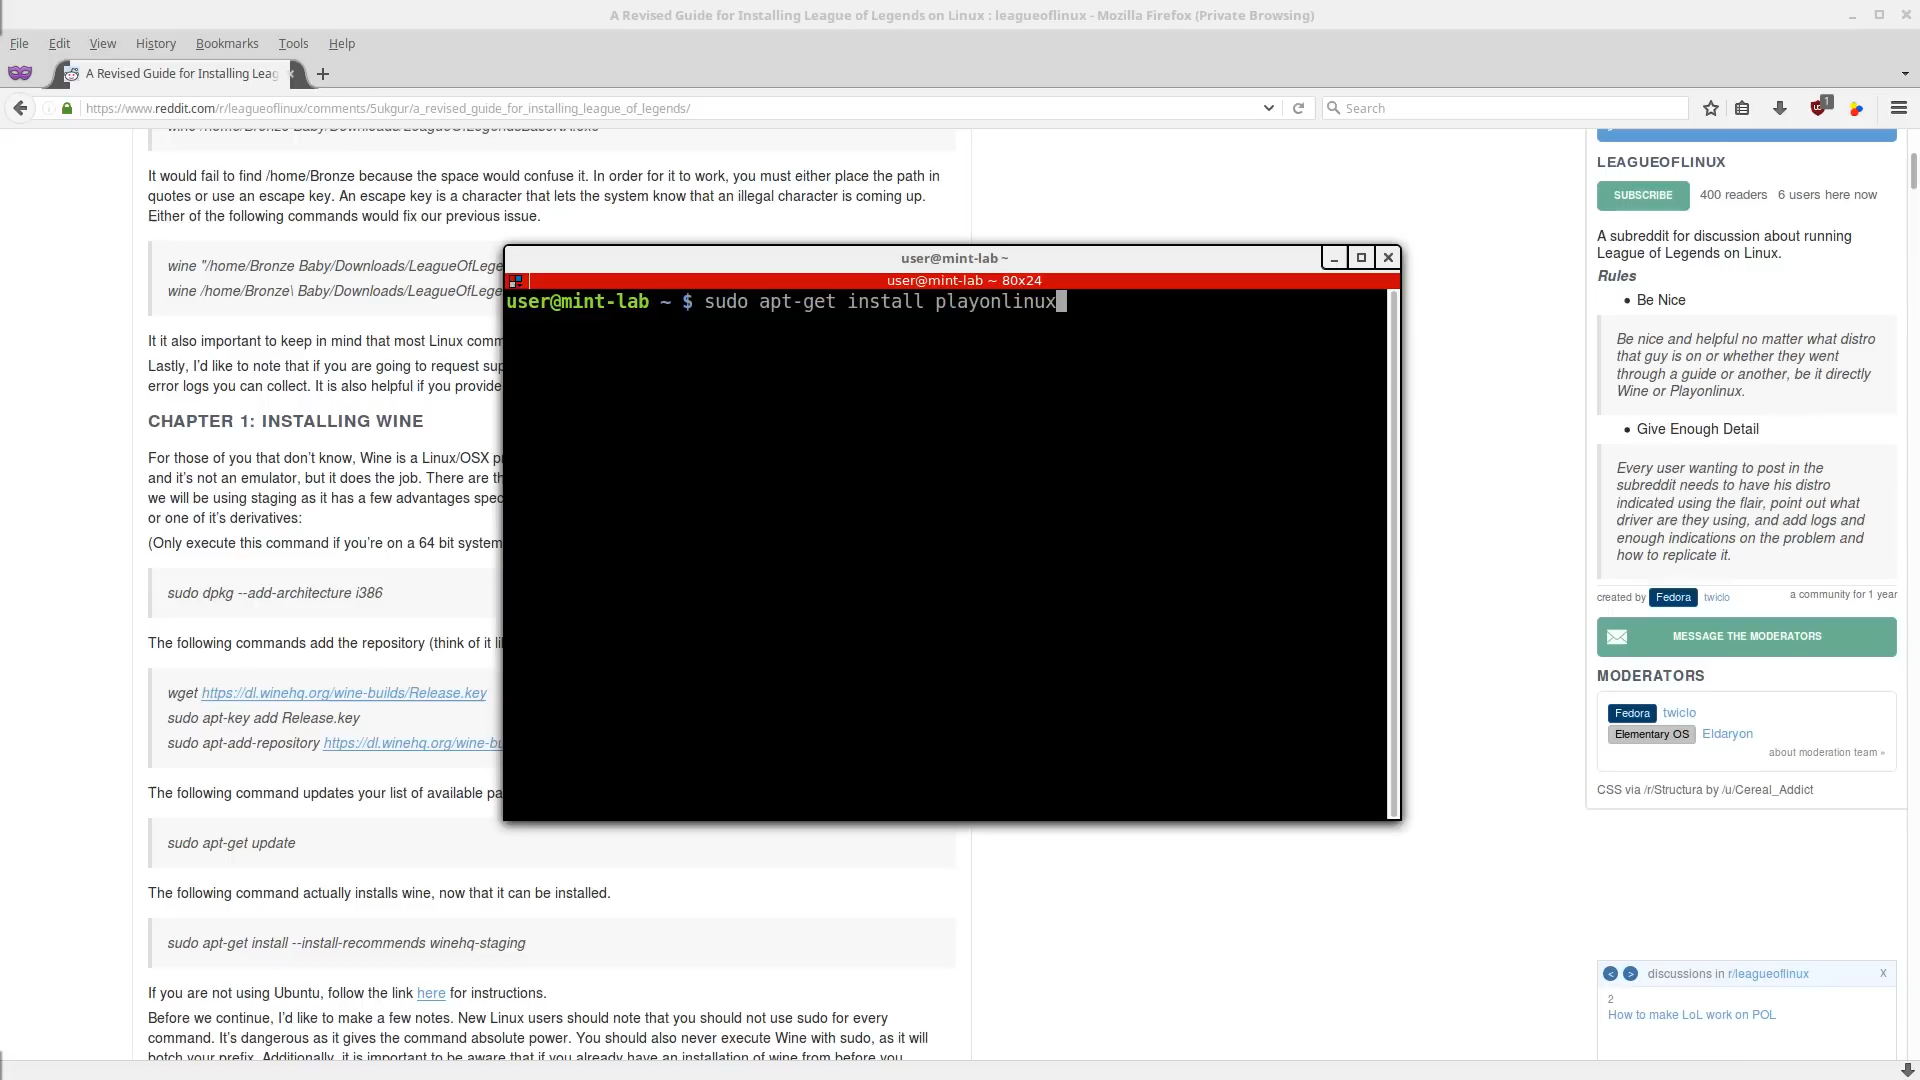 A Revised Guide for Installing League of Legends on Linux : leagueoflinux - Mozilla Firefox (Private Browsing)
File Edit View History Bookmarks Tools Help
A Revised Guide for Installing Leag
https://www.reddit.com/r/leagueoflinux/comments/5ukgur/a_revised_guide_for_installing_league_of_legends/
Search
1
It would fail to find /home/Bronze because the space would confuse it. In order for it to work, you must either place the path in
quotes or use an escape key. An escape key is a character that lets the system know that an illegal character is coming up.
Either of the following commands would fix our previous issue.
wine "/home/Bronze Baby/Downloads/LeagueOfLege
wine /home/Bronze\ Baby/Downloads/LeagueOfLege
It it also important to keep in mind that most Linux comm
Lastly, I'd like to note that if you are going to request sup
error logs you can collect. It is also helpful if you provide
CHAPTER 1: INSTALLING WINE
For those of you that don't know, Wine is a Linux/OSX p
and it's not an emulator, but it does the job. There are th
we will be using staging as it has a few advantages spec
or one of it's derivatives:
(Only execute this command if you're on a 64 bit system
sudo dpkg --add-architecture i386
The following commands add the repository (think of it li
wget https://dl.winehq.org/wine-builds/Release.key
sudo apt-key add Release.key
sudo apt-add-repository https://dl.winehq.org/wine-bu
The following command updates your list of available pa
sudo apt-get update
The following command actually installs wine, now that it can be installed.
sudo apt-get install --install-recommends winehq-staging
If you are not using Ubuntu, follow the link here for instructions.
Before we continue, I'd like to make a few notes. New Linux users should note that you should not use sudo for every
command. It's dangerous as it gives the command absolute power. You should also never execute Wine with sudo, as it will
botch your prefix. Additionally, it is important to be aware that if you already have an installation of wine from before you
user@mint-lab ~
user@mint-lab ~ 80x24
user@mint-lab ~ $ sudo apt-get install playonlinux
LEAGUEOFLINUX
SUBSCRIBE 400 readers 6 users here now
A subreddit for discussion about running
League of Legends on Linux.
Rules
• Be Nice
Be nice and helpful no matter what distro
that guy is on or whether they went
through a guide or another, be it directly
Wine or Playonlinux.
• Give Enough Detail
Every user wanting to post in the
subreddit needs to have his distro
indicated using the flair, point out what
driver are they using, and add logs and
enough indications on the problem and
how to replicate it.
created by Fedora twiclo a community for 1 year
MESSAGE THE MODERATORS
MODERATORS
Fedora twiclo
Elementary OS Eldaryon
about moderation team »
CSS via /r/Structura by /u/Cereal_Addict
< > discussions in r/leagueoflinux X
2
How to make LoL work on POL